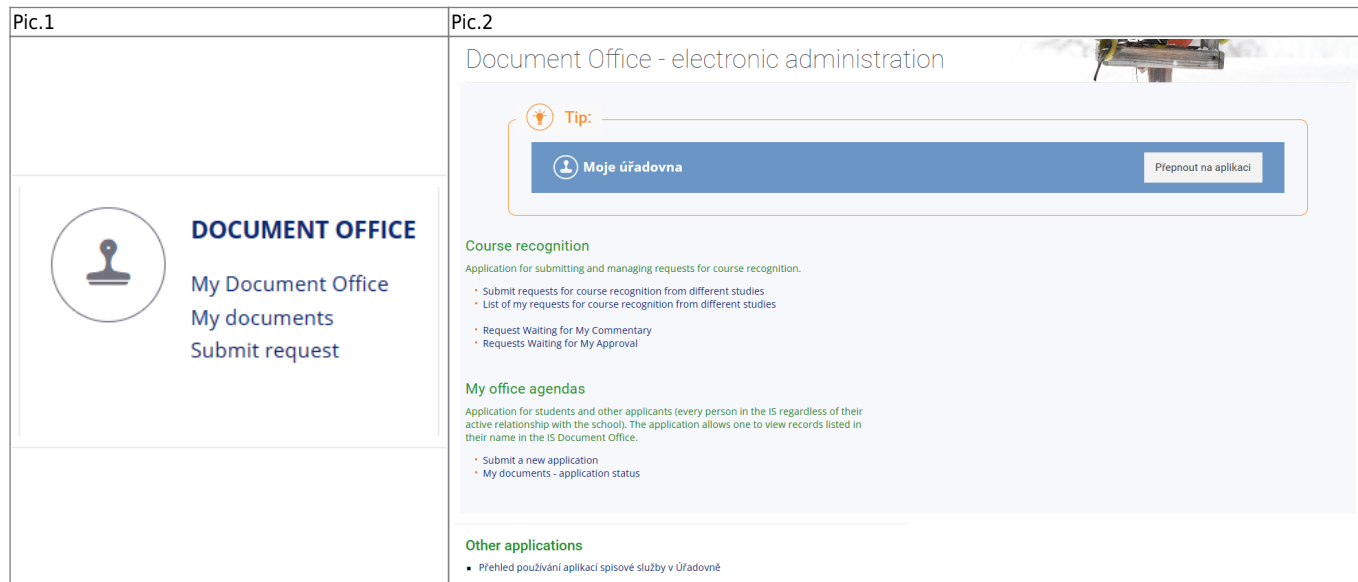 Pic.1
Pic.2
DOCUMENT OFFICE
My Document Office
My documents
Submit request
Document Office - electronic administration
Tip:
Moje úřadovna
Přepnout na aplikaci
Course recognition
Application for submitting and managing requests for course recognition.
Submit requests for course recognition from different studies
List of my requests for course recognition from different studies
Request Waiting for My Commentary
Requests Waiting for My Approval
My office agendas
Application for students and other applicants (every person in the IS regardless of their
active relationship with the school). The application allows one to view records listed in
their name in the IS Document Office.
Submit a new application
My documents - application status
Other applications
Přehled používání aplikací spisové služby v Úřadovně